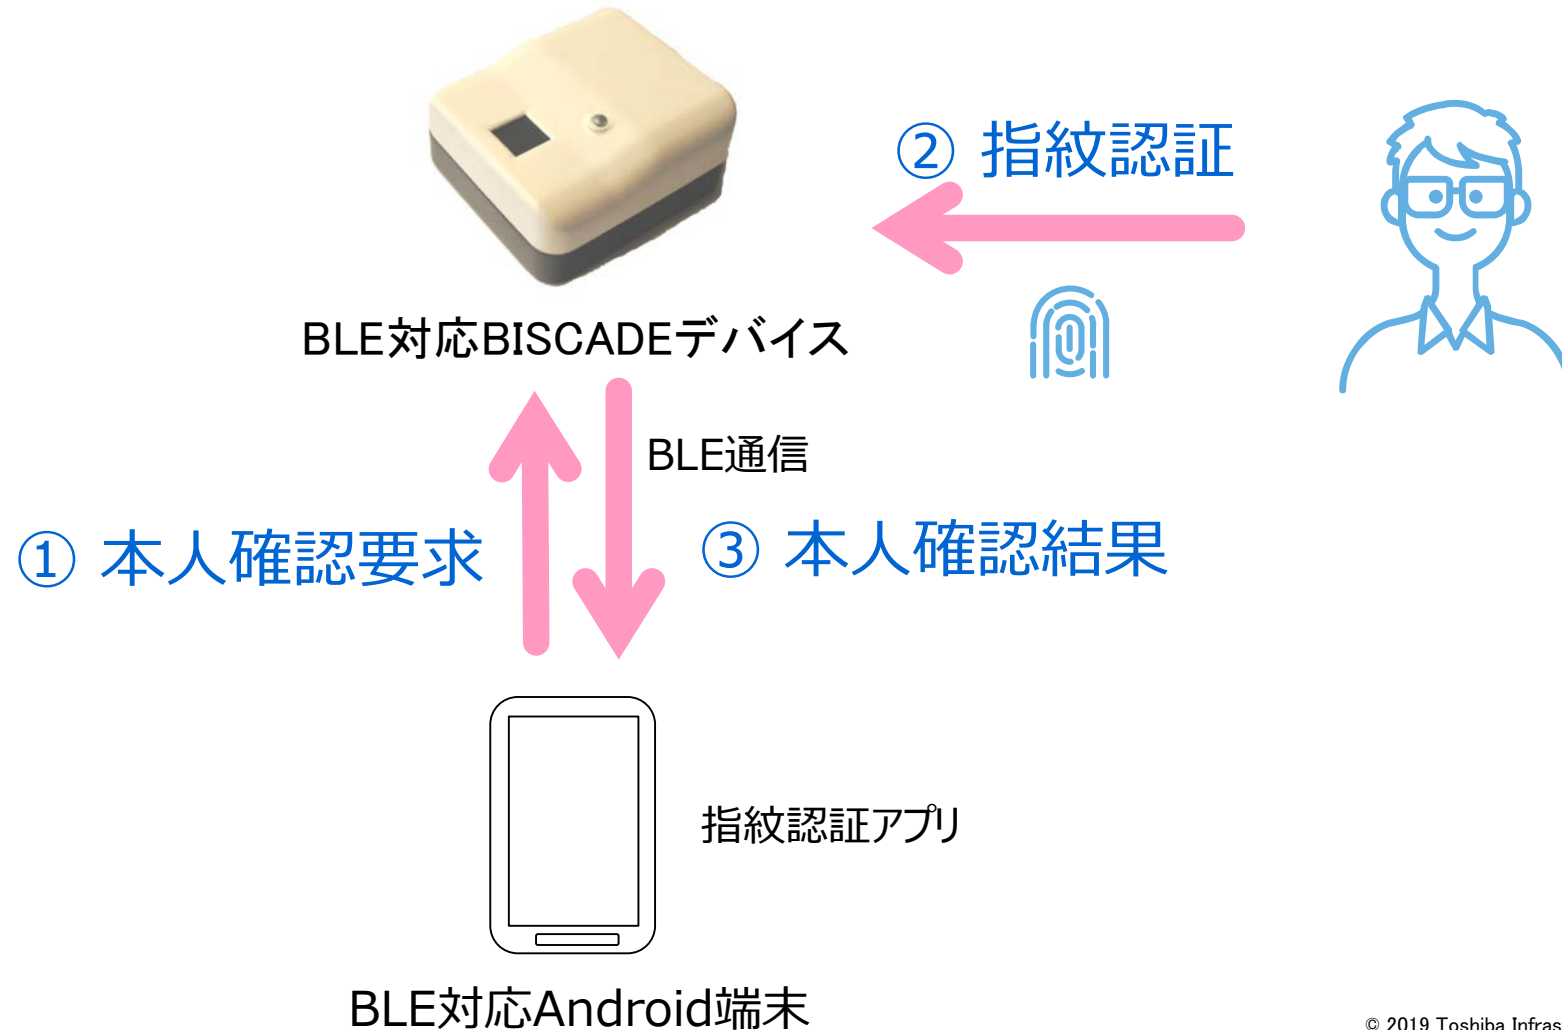 ② 指紋認証
BLE対応BISCADEデバイス
BLE通信
① 本人確認要求
③ 本人確認結果
指紋認証アプリ
BLE対応Android端末
© 2019 Toshiba Infras